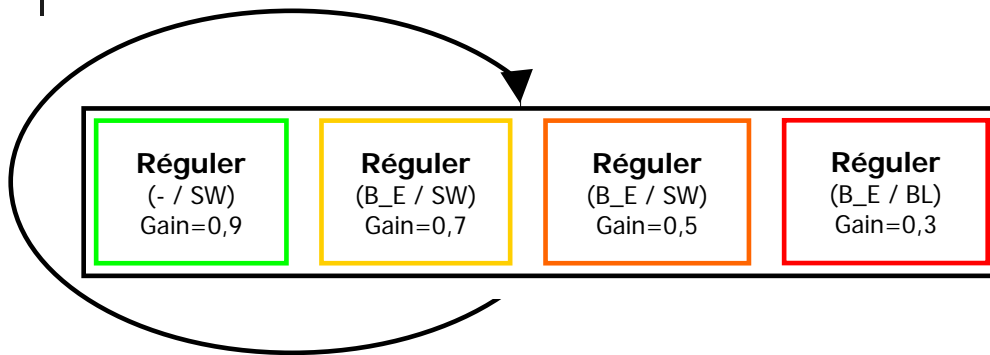 Réguler
(- / SW)
Gain=0,9
Réguler
(B_E / SW)
Gain=0,7
Réguler
(B_E / SW)
Gain=0,5
Réguler
(B_E / BL)
Gain=0,3